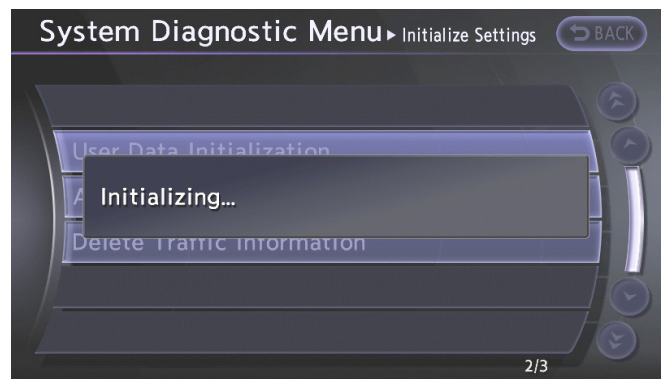 System Diagnostic Menu ▸ Initialize Settings
BACK
User Data Initialization
Initializing...
A
Delete Traffic Information
2/3